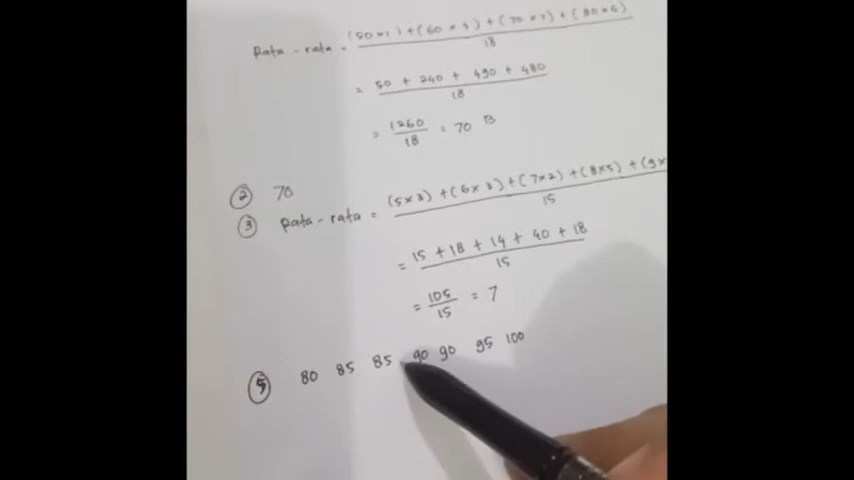 Rata - rata = (50 x 1) + (60 x 4) + (70 x 7) + (80 x 6)
18
= 50 + 240 + 490 + 480
18
= 1260
18
= 70 B
② 70
③ Rata - rata = (5 x 3) + (6 x 3) + (7 x 2) + (8 x 5) + (9 x
15
= 15 + 18 + 14 + 40 + 18
15
= 105
15
= 7
⑤ 80 85 85 90 90 95 100